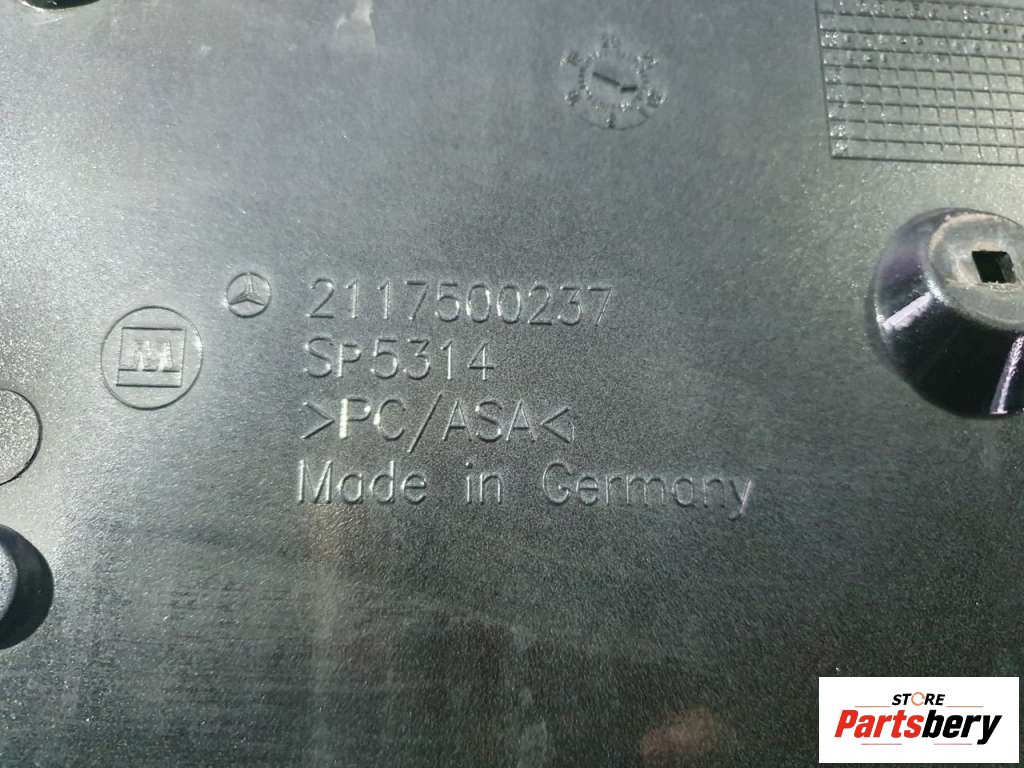 2117500237
SP5314
>PC/ASA<
Made in Germany
STORE
Partsbery